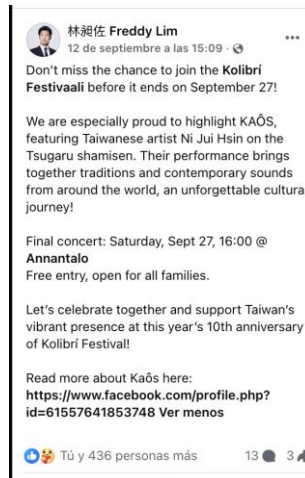 林昶佐 Freddy Lim
12 de septiembre a las 15:09 ·
Don't miss the chance to join the Kolibrí
Festivaali before it ends on September 27!
We are especially proud to highlight KAÔS,
featuring Taiwanese artist Ni Jui Hsin on the
Tsugaru shamisen. Their performance brings
together traditions and contemporary sounds
from around the world, an unforgettable cultura
journey!
Final concert: Saturday, Sept 27, 16:00 @
Annantalo
Free entry, open for all families.
Let's celebrate together and support Taiwan's
vibrant presence at this year's 10th anniversary
of Kolibrí Festival!
Read more about Kaôs here:
https://www.facebook.com/profile.php?
id=61557641853748 Ver menos
Tú y 436 personas más 13 3